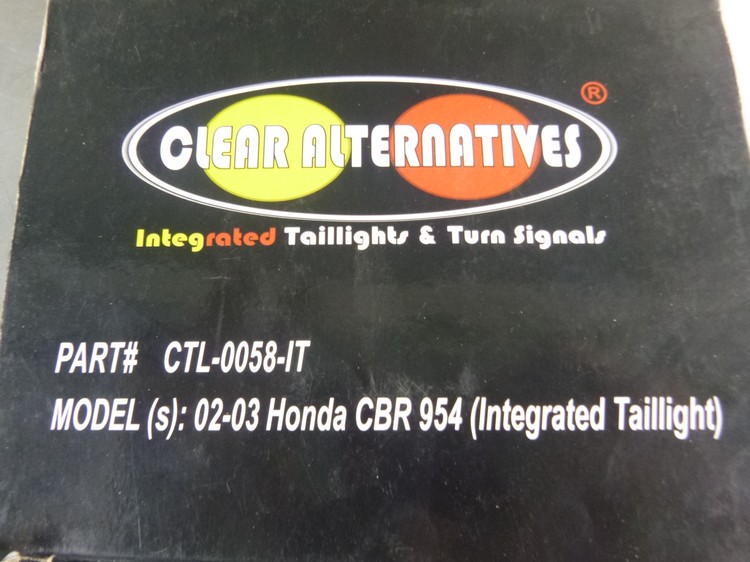 CLEAR ALTERNATIVES ®
Integrated Taillights & Turn Signals
PART# CTL-0058-IT
MODEL (s): 02-03 Honda CBR 954 (Integrated Taillight)